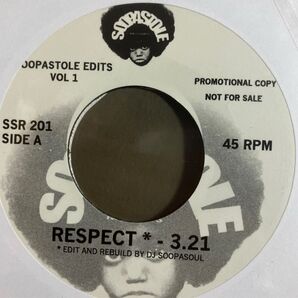 SOOPASTOLE
OOPASTOLE EDITS
VOL 1
PROMOTIONAL COPY
NOT FOR SALE
SSR 201
SIDE A
45 RPM
RESPECT * - 3.21
* EDIT AND REBUILD BY DJ SOOPASOUL